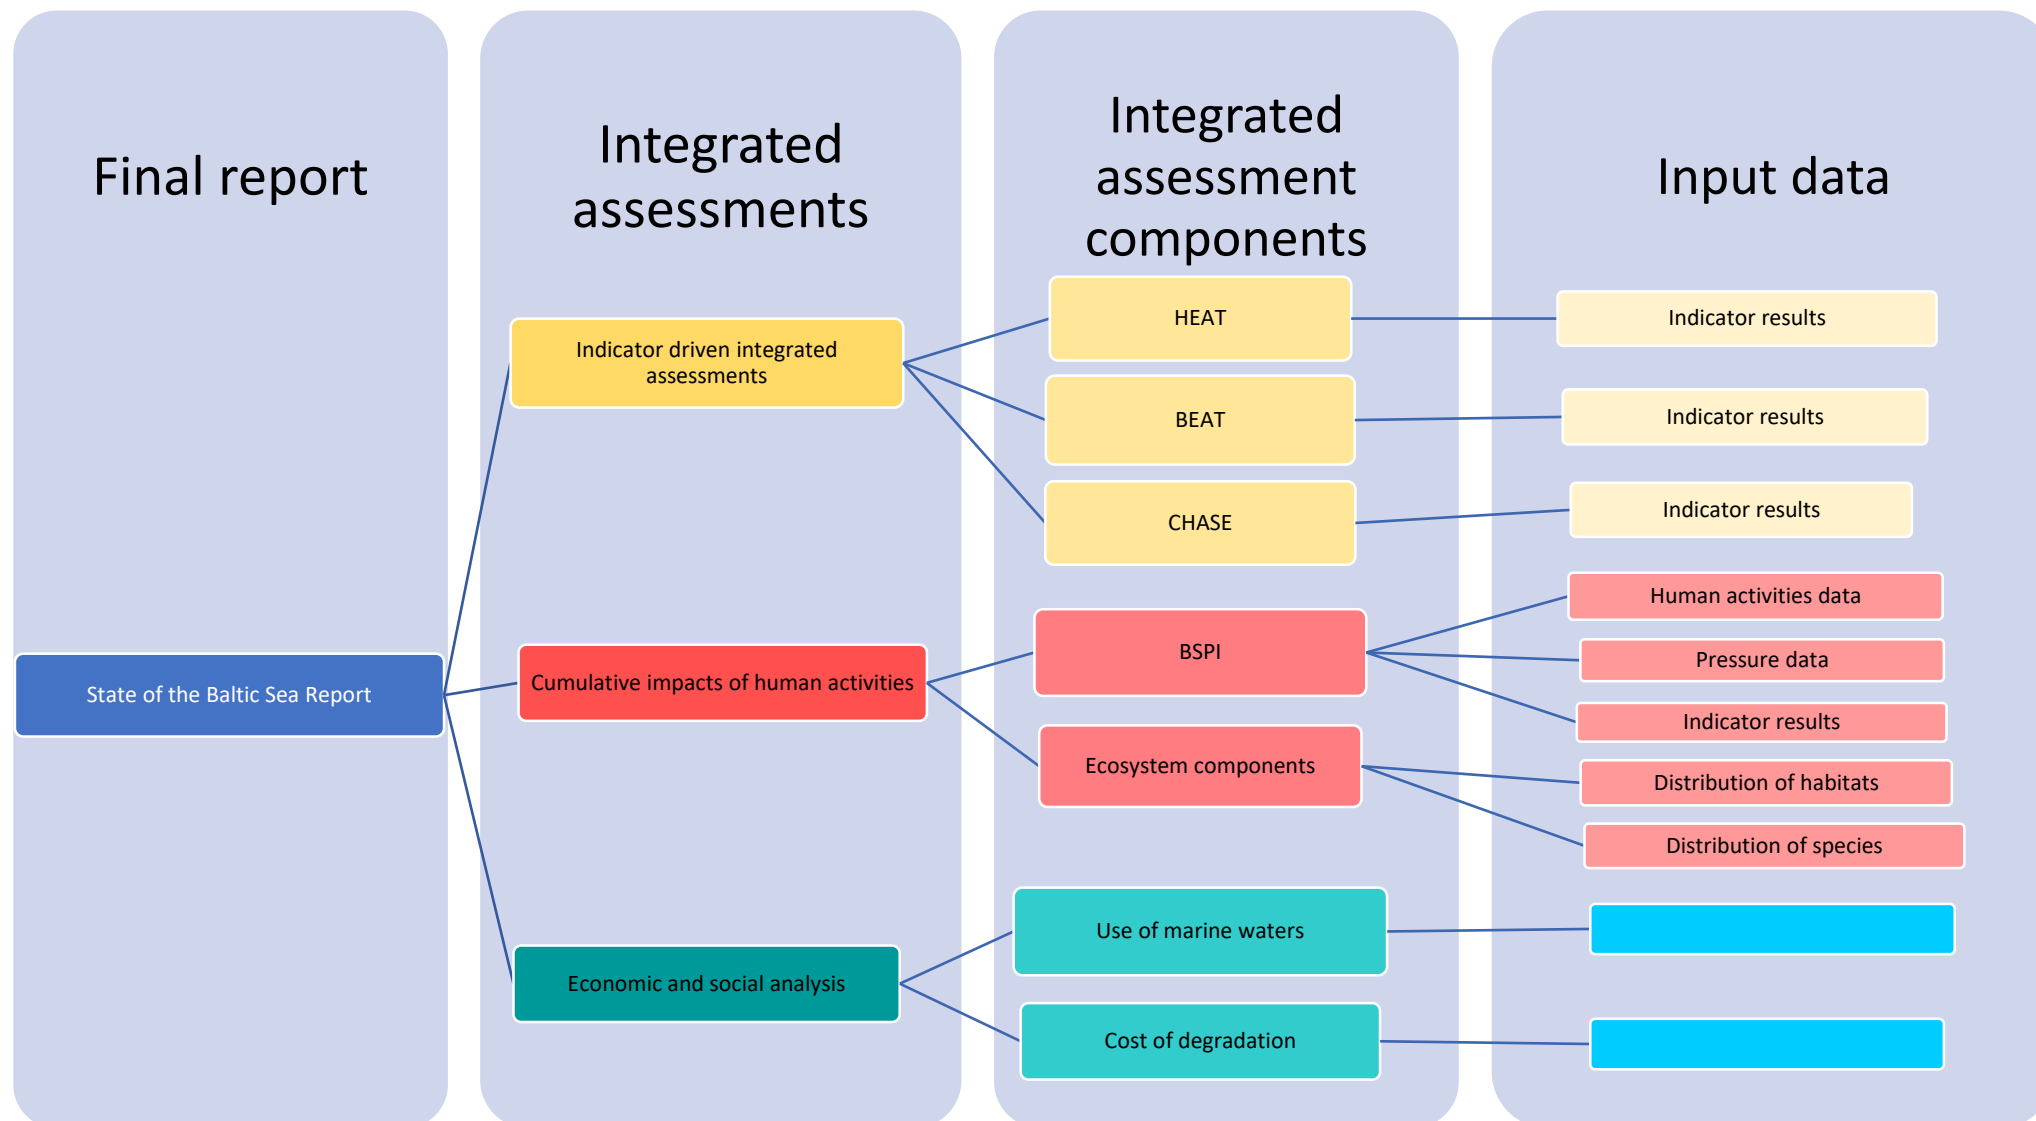 Final report
Integrated
assessments
Integrated
assessment
components
Input data
State of the Baltic Sea Report
Indicator driven integrated
assessments
Cumulative impacts of human activities
Economic and social analysis
HEAT
BEAT
CHASE
BSPI
Ecosystem components
Use of marine waters
Cost of degradation
Indicator results
Indicator results
Indicator results
Human activities data
Pressure data
Indicator results
Distribution of habitats
Distribution of species